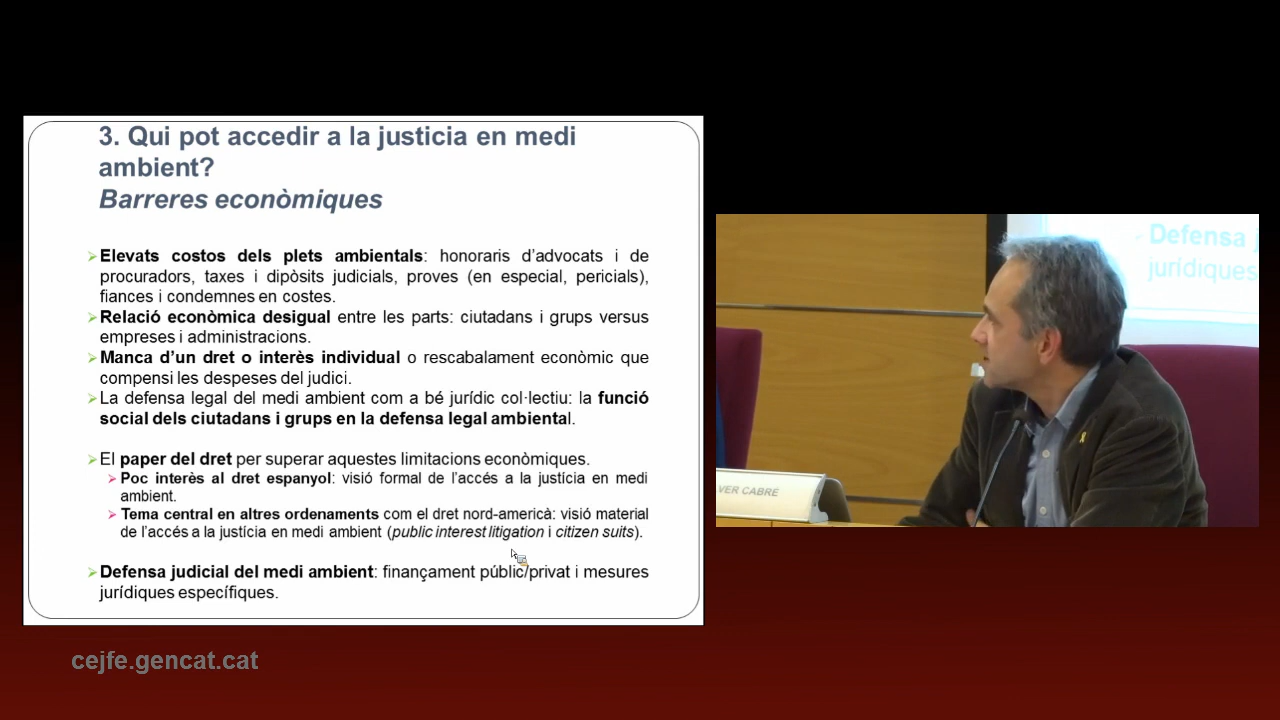 3. Qui pot accedir a la justicia en medi
ambient?
Barreres econòmiques
Elevats costos dels plets ambientals: honoraris d'advocats i de
procuradors, taxes i dipòsits judicials, proves (en especial, pericials),
fiances i condemnes en costes.
Relació econòmica desigual entre les parts: ciutadans i grups versus
empreses i administracions.
Manca d'un dret o interès individual o rescabalament econòmic que
compensi les despeses del judici.
La defensa legal del medi ambient com a bé jurídic col·lectiu: la funció
social dels ciutadans i grups en la defensa legal ambiental.
El paper del dret per superar aquestes limitacions econòmiques.
Poc interès al dret espanyol: visió formal de l'accés a la justícia en medi
ambient.
Tema central en altres ordenaments com el dret nord-americà: visió material
de l'accés a la justícia en medi ambient (public interest litigation i citizen suits).
Defensa judicial del medi ambient: finançament públic/privat i mesures
jurídiques específiques.
Defensa j
jurídiques
VER CABRE
cejfe.gencat.cat